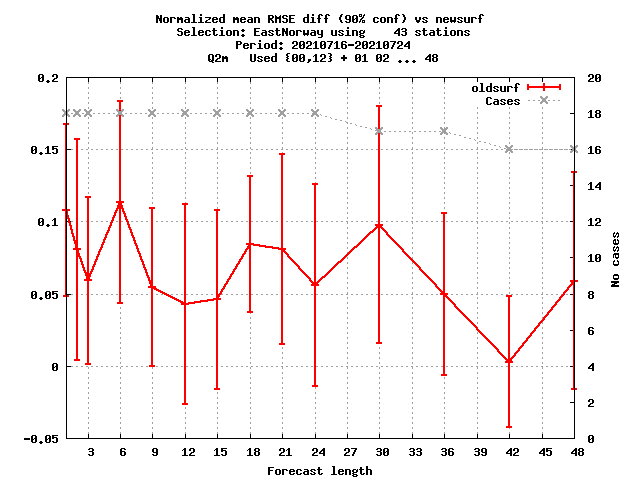 Normalized mean RMSE diff (90% conf) vs newsurf
Selection: EastNorway using    43 stations
Period: 20210716-20210724
Q2m   Used {00,12} + 01 02 ... 48
oldsurf
Cases
0.2
0.15
0.1
0.05
0
-0.05
20
18
16
14
12
10
8
6
4
2
0
No cases
3 6 9 12 15 18 21 24 27 30 33 36 39 42 45 48
Forecast length